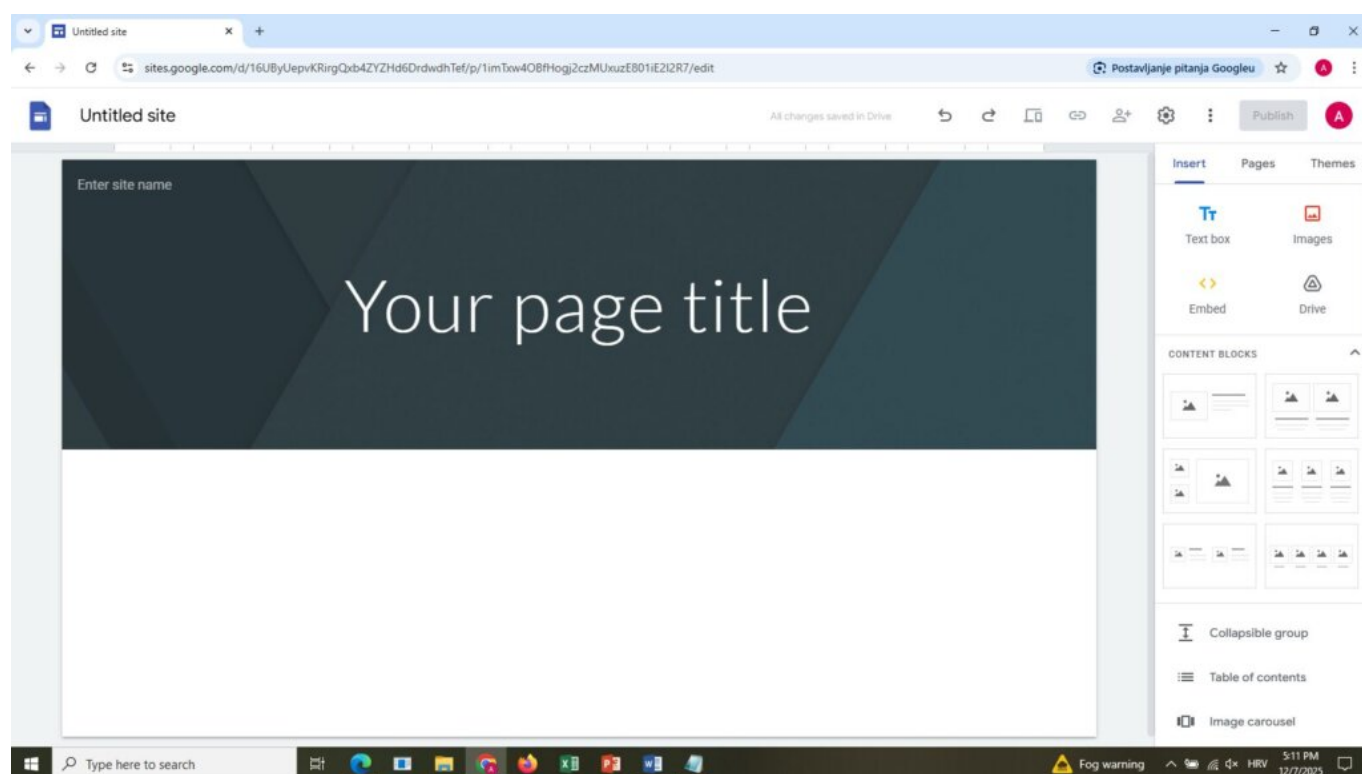 Untitled site
sites.google.com/d/16UByUepvKRirgQxb4ZYZHd6DrdwdhTef/p/1imTxw4OBfHogj2czMUxuzE801iE2I2R7/edit
Postavljanje pitanja Googleu
A
Untitled site
All changes saved in Drive
Publish
A
Enter site name
Your page title
Insert Pages Themes
Text box Images
Embed Drive
CONTENT BLOCKS
Collapsible group
Table of contents
Image carousel
Type here to search
Fog warning
HRV
5:11 PM
12/7/2025